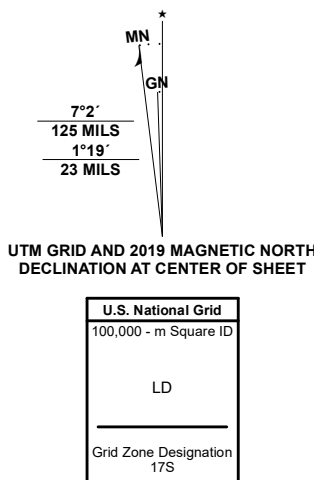 ★
MN
GN
7°2´
125 MILS
1°19´
23 MILS
UTM GRID AND 2019 MAGNETIC NORTH
DECLINATION AT CENTER OF SHEET
U.S. National Grid
100,000 - m Square ID
LD
Grid Zone Designation
17S